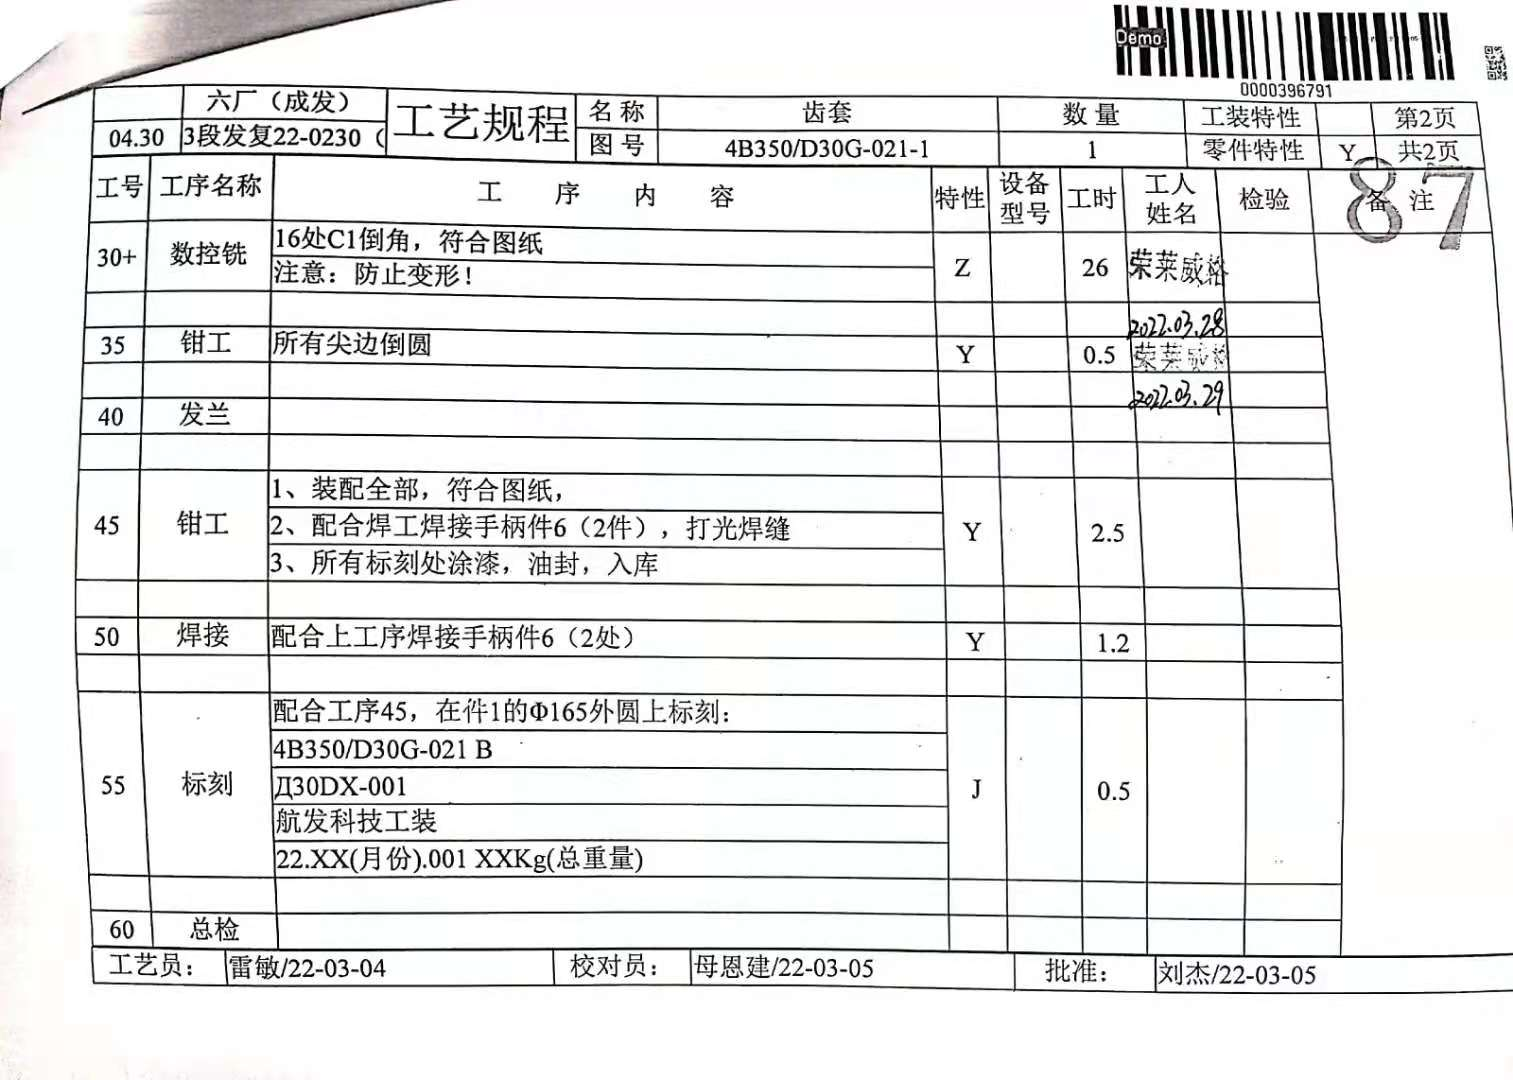 Demo
0000396791
六厂（成发） 工艺规程 名 称 齿套 数 量 工装特性 第2页
04.30 3段发复22-0230（ 图 号 4B350/D30G-021-1 1 零件特性 Y 共2页
87
工号 工序名称 工 序 内 容 特性 设备型号 工时 工人姓名 检验 备 注
30+ 数控铣 16处C1倒角，符合图纸 Z 26 荣莱威格
注意：防止变形！
2022.03.28
35 钳工 所有尖边倒圆 Y 0.5 荣莱威格
2022.03.29
40 发兰
45 钳工 1、装配全部，符合图纸， Y 2.5
2、配合焊工焊接手柄件6（2件），打光焊缝
3、所有标刻处涂漆，油封，入库
50 焊接 配合上工序焊接手柄件6（2处） Y 1.2
55 标刻 配合工序45，在件1的Φ165外圆上标刻： J 0.5
4B350/D30G-021 B
Д30DX-001
航发科技工装
22.XX(月份).001 XXKg(总重量)
60 总检
工艺员： 雷敏/22-03-04 校对员： 母恩建/22-03-05 批准： 刘杰/22-03-05